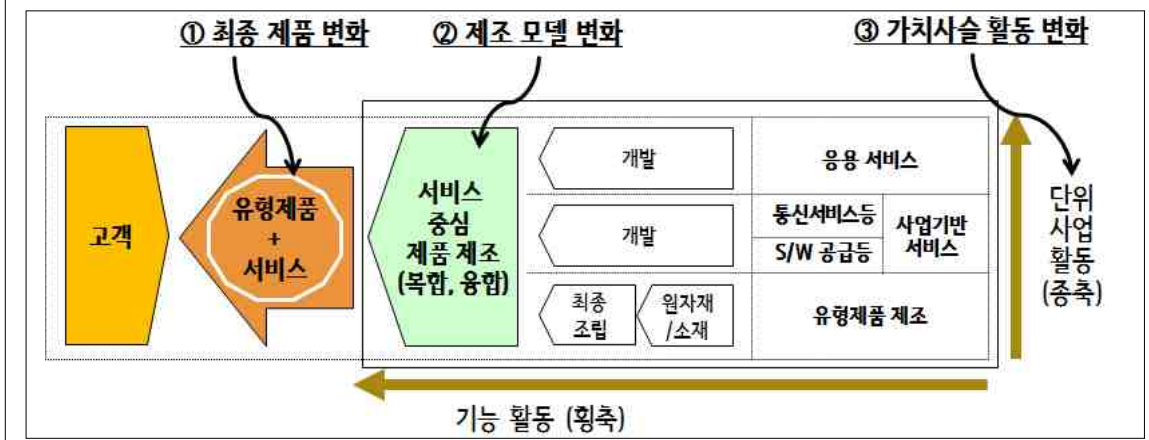 ① 최종 제품 변화
② 제조 모델 변화
③ 가치사슬 활동 변화
고객
유형제품
+
서비스
서비스
중심
제품 제조
(복합, 융합)
개발
응용 서비스
개발
통신서비스등
S/W 공급등
사업기반
서비스
최종
조립
원자재
/소재
유형제품 제조
단위
사업
활동
(종축)
기능 활동 (횡축)